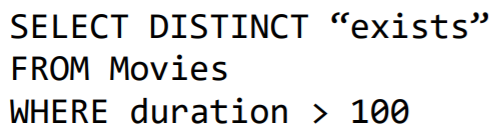 SELECT DISTINCT “exists”
FROM Movies
WHERE duration > 100